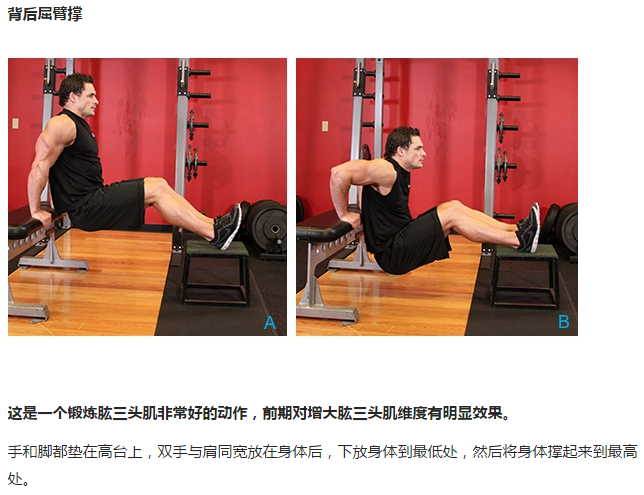 背后屈臂撑
A
B
这是一个锻炼肱三头肌非常好的动作，前期对增大肱三头肌维度有明显效果。
手和脚都垫在高台上，双手与肩同宽放在身体后，下放身体到最低处，然后将身体撑起来到最高
处。